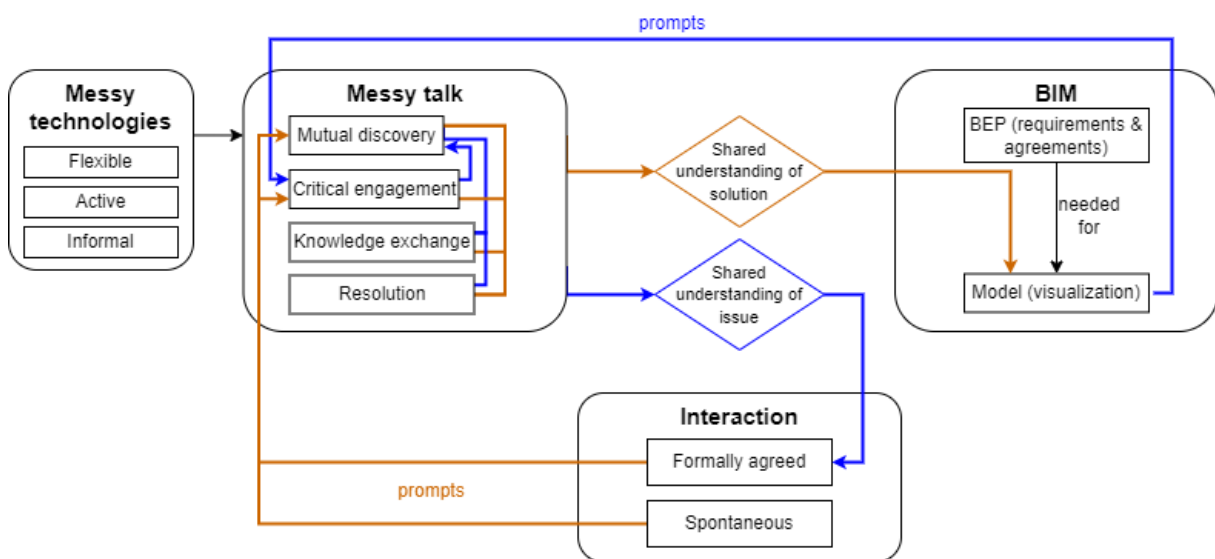 prompts
Messy
technologies
Flexible
Active
Informal
Messy talk
Mutual discovery
Critical engagement
Knowledge exchange
Resolution
Shared
understanding of
solution
Shared
understanding of
issue
BIM
BEP (requirements &
agreements)
needed
for
Model (visualization)
Interaction
Formally agreed
Spontaneous
prompts